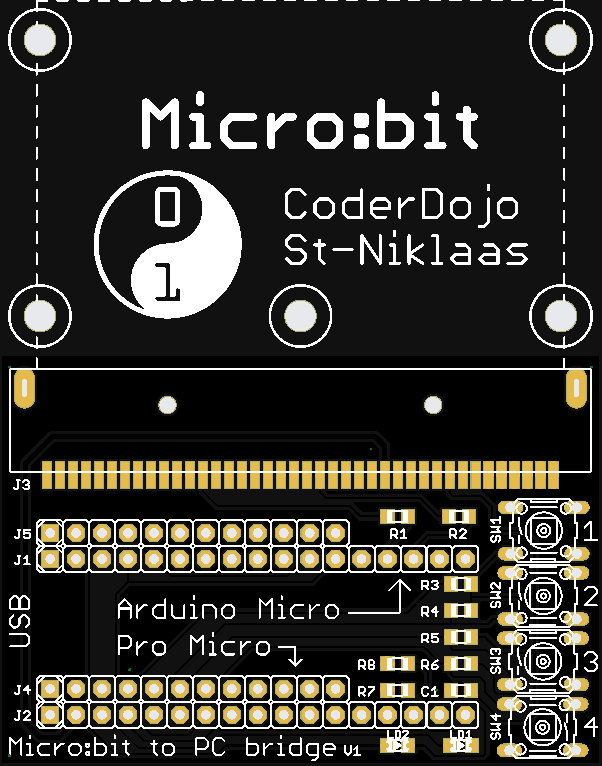 Micro:bit
0
CoderDojo
1
St-Niklaas
J3
J5
R1 R2
SW1
1
J1
R3
SW2
2
USB
Arduino Micro
R4
R5
Pro Micro
SW3
3
R8 R6
J4
R7 C1
J2
SW4
4
LD2 LD1
Micro:bit to PC bridge V1